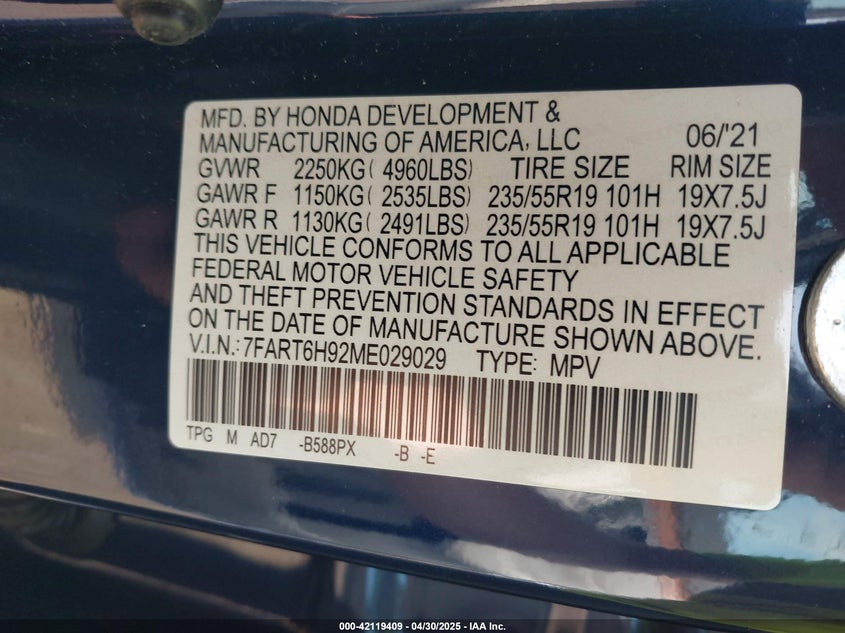 MFD. BY HONDA DEVELOPMENT &
MANUFACTURING OF AMERICA, LLC 06/'21
GVWR 2250KG( 4960LBS) TIRE SIZE RIM SIZE
GAWR F 1150KG( 2535LBS) 235/55R19 101H 19X7.5J
GAWR R 1130KG( 2491LBS) 235/55R19 101H 19X7.5J
THIS VEHICLE CONFORMS TO ALL APPLICABLE
FEDERAL MOTOR VEHICLE SAFETY
AND THEFT PREVENTION STANDARDS IN EFFECT
ON THE DATE OF MANUFACTURE SHOWN ABOVE.
V.I.N.:7FART6H92ME029029 TYPE: MPV
TPG M AD7 -B588PX -B -E
000-42119409 - 04/30/2025 - IAA Inc.